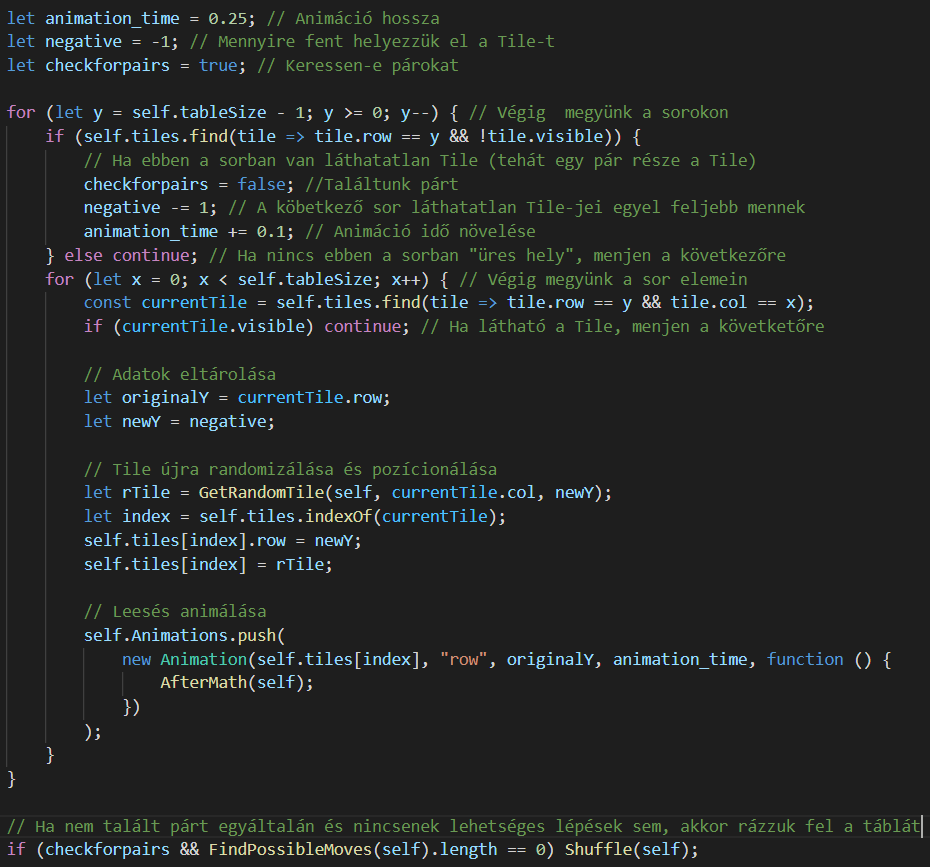 let animation_time = 0.25; // Animáció hossza
let negative = -1; // Mennyire fent helyezzük el a Tile-t
let checkforpairs = true; // Keressen-e párokat

for (let y = self.tableSize - 1; y >= 0; y--) { // Végig  megyünk a sorokon
    if (self.tiles.find(tile => tile.row == y && !tile.visible)) {
        // Ha ebben a sorban van láthatatlan Tile (tehát egy pár része a Tile)
        checkforpairs = false; //Találtunk párt
        negative -= 1; // A köbetkező sor láthatatlan Tile-jei egyel feljebb mennek
        animation_time += 0.1; // Animáció idő növelése
    } else continue; // Ha nincs ebben a sorban "üres hely", menjen a következőre
    for (let x = 0; x < self.tableSize; x++) { // Végig megyünk a sor elemein
        const currentTile = self.tiles.find(tile => tile.row == y && tile.col == x);
        if (currentTile.visible) continue; // Ha látható a Tile, menjen a követketőre

        // Adatok eltárolása
        let originalY = currentTile.row;
        let newY = negative;

        // Tile újra randomizálása és pozícionálása
        let rTile = GetRandomTile(self, currentTile.col, newY);
        let index = self.tiles.indexOf(currentTile);
        self.tiles[index].row = newY;
        self.tiles[index] = rTile;

        // Leesés animálása
        self.Animations.push(
            new Animation(self.tiles[index], "row", originalY, animation_time, function () {
                AfterMath(self);
            })
        );
    }
}

// Ha nem talált párt egyáltalán és nincsenek lehetséges lépések sem, akkor rázzuk fel a táblát
if (checkforpairs && FindPossibleMoves(self).length == 0) Shuffle(self);